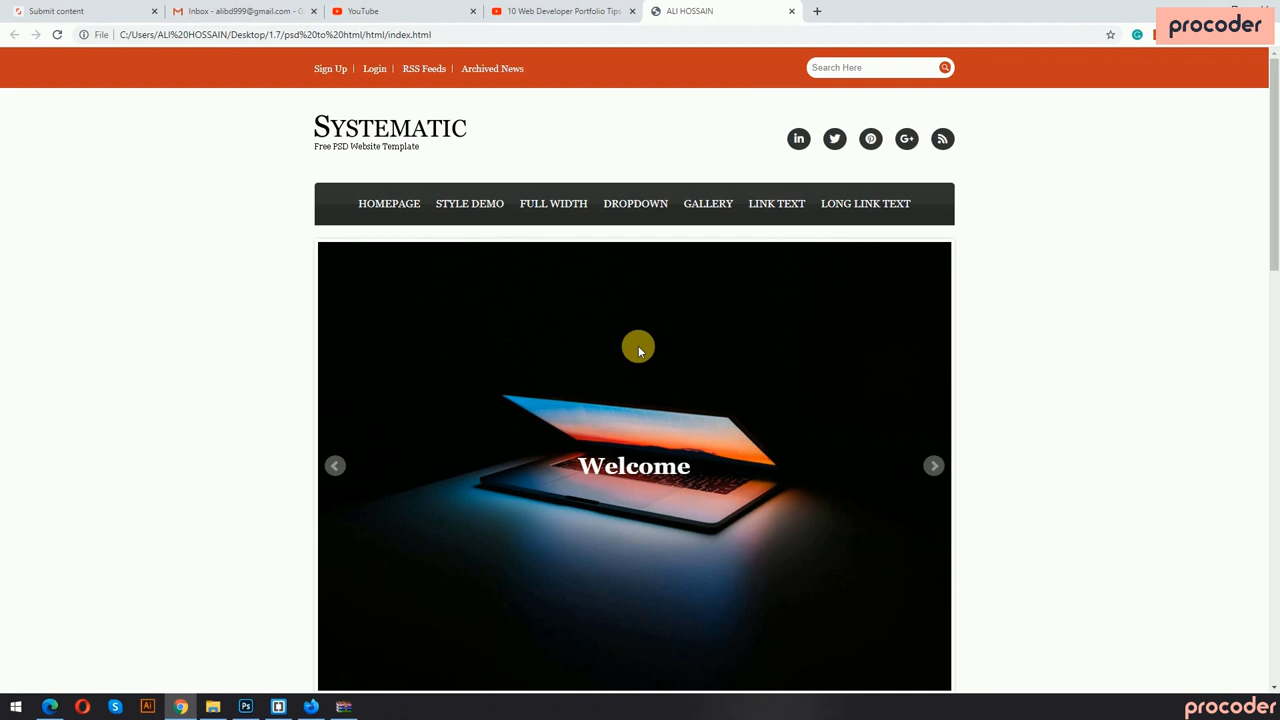 Submit content
Inbox - alibd999@gmail.com - G
YouTube
10 Web Developer Portfolio Tips
ALI HOSSAIN
procoder
File
C:/Users/ALI%20HOSSAIN/Desktop/1.7/psd%20to%20html/html/index.html
Sign Up | Login | RSS Feeds | Archived News
Search Here
SYSTEMATIC
Free PSD Website Template
HOMEPAGE STYLE DEMO FULL WIDTH DROPDOWN GALLERY LINK TEXT LONG LINK TEXT
Welcome
procoder